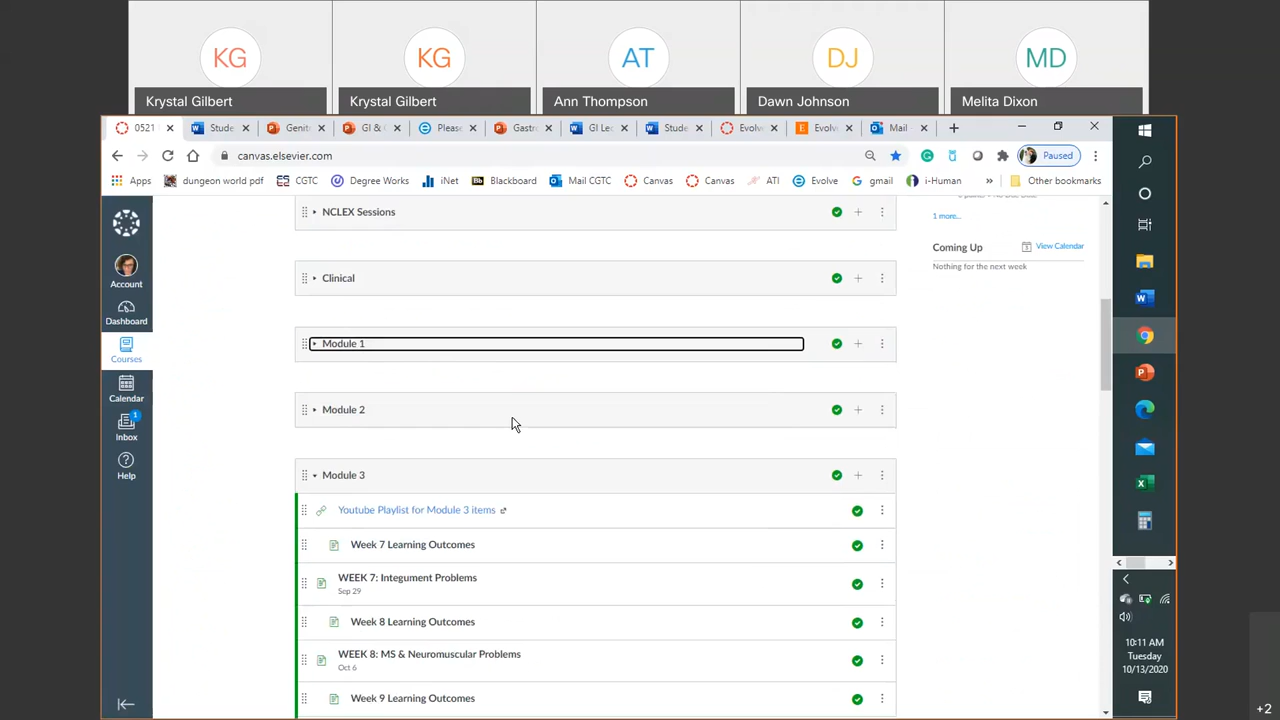 KG
KG
AT
DJ
MD
Krystal Gilbert
Krystal Gilbert
Ann Thompson
Dawn Johnson
Melita Dixon
0521
Stude
Genito
GI &
Please
Gastro
GI Lec
Stude
Evolve
Evolv
Mail
canvas.elsevier.com
Paused
Apps
dungeon world pdf
CGTC
Degree Works
iNet
Bb Blackboard
Mail CGTC
Canvas
Canvas
ATI
Evolve
gmail
i-Human
»
Other bookmarks
Account
Dashboard
Courses
Calendar
1
Inbox
Help
NCLEX Sessions
Clinical
Module 1
Module 2
Module 3
Youtube Playlist for Module 3 items
Week 7 Learning Outcomes
WEEK 7: Integument Problems
Sep 29
Week 8 Learning Outcomes
WEEK 8: MS & Neuromuscular Problems
Oct 6
Week 9 Learning Outcomes
1 more...
Coming Up
View Calendar
Nothing for the next week
10:11 AM
Tuesday
10/13/2020
+2